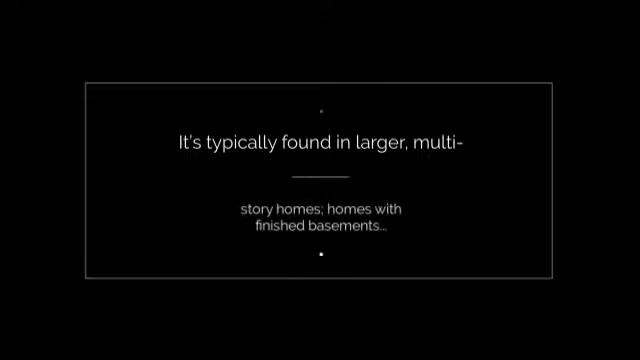 It's typically found in larger, multi-
story homes; homes with
finished basements...